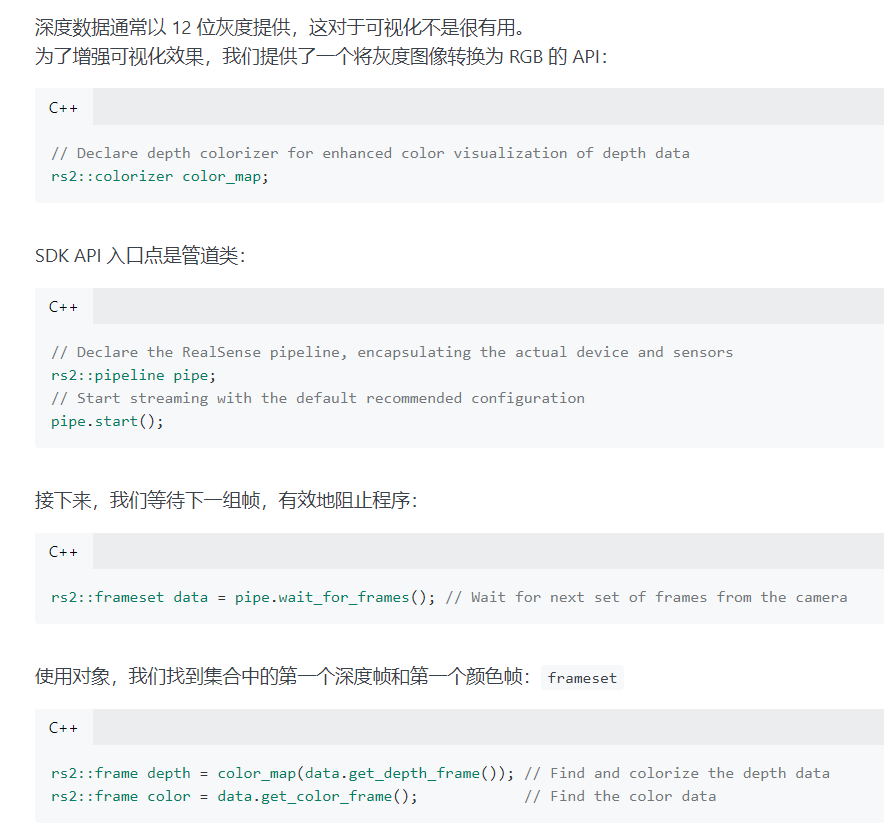 深度数据通常以 12 位灰度提供，这对于可视化不是很有用。
为了增强可视化效果，我们提供了一个将灰度图像转换为 RGB 的 API：
C++
// Declare depth colorizer for enhanced color visualization of depth data
rs2::colorizer color_map;
SDK API 入口点是管道类：
C++
// Declare the RealSense pipeline, encapsulating the actual device and sensors
rs2::pipeline pipe;
// Start streaming with the default recommended configuration
pipe.start();
接下来，我们等待下一组帧，有效地阻止程序：
C++
rs2::frameset data = pipe.wait_for_frames(); // Wait for next set of frames from the camera
使用对象，我们找到集合中的第一个深度帧和第一个颜色帧： frameset
C++
rs2::frame depth = color_map(data.get_depth_frame()); // Find and colorize the depth data
rs2::frame color = data.get_color_frame();            // Find the color data